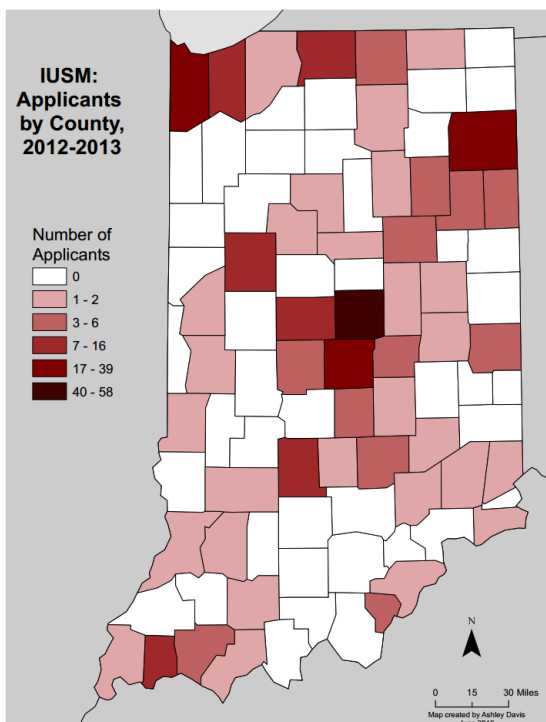 IUSM:
Applicants
by County,
2012-2013
Number of
Applicants
0
1 - 2
3 - 6
7 - 16
17 - 39
40 - 58
N
0 15 30 Miles
Map created by Ashley Davis